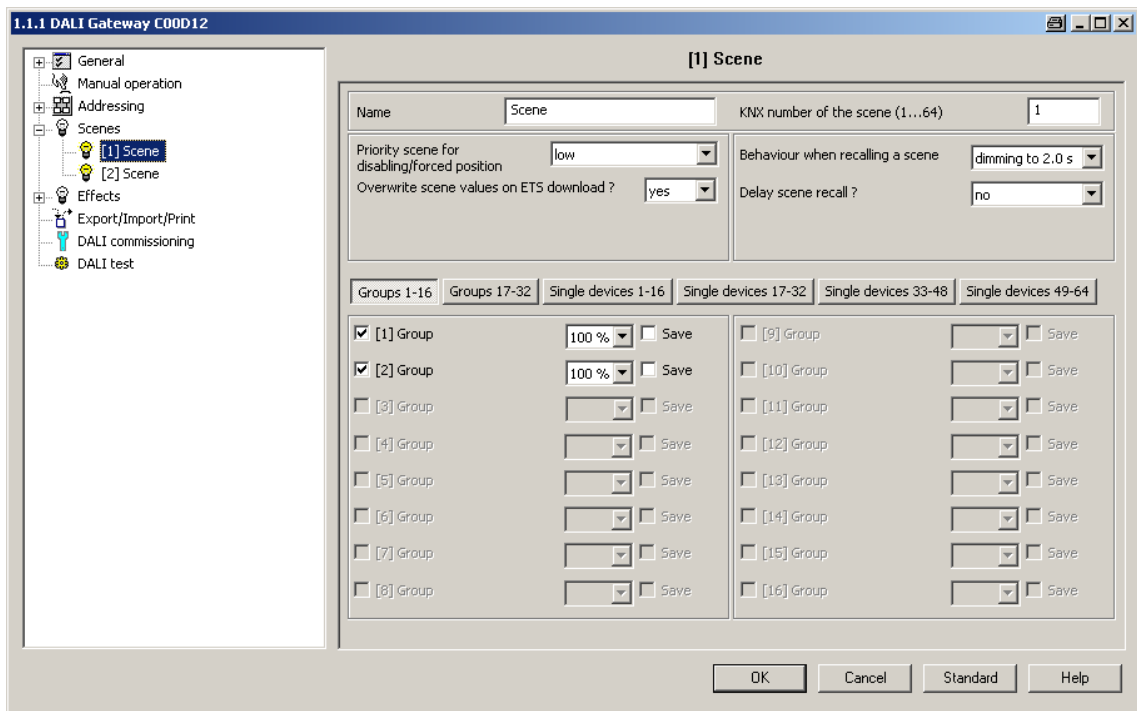 1.1.1 DALI Gateway C00D12
General
Manual operation
Addressing
Scenes
[1] Scene
[2] Scene
Effects
Export/Import/Print
DALI commissioning
DALI test
[1] Scene
Name Scene KNX number of the scene (1...64) 1
Priority scene for
disabling/forced position low
Overwrite scene values on ETS download ? yes
Behaviour when recalling a scene dimming to 2.0 s
Delay scene recall ? no
Groups 1-16 Groups 17-32 Single devices 1-16 Single devices 17-32 Single devices 33-48 Single devices 49-64
[1] Group 100 % Save
[2] Group 100 % Save
[3] Group Save
[4] Group Save
[5] Group Save
[6] Group Save
[7] Group Save
[8] Group Save
[9] Group Save
[10] Group Save
[11] Group Save
[12] Group Save
[13] Group Save
[14] Group Save
[15] Group Save
[16] Group Save
OK Cancel Standard Help